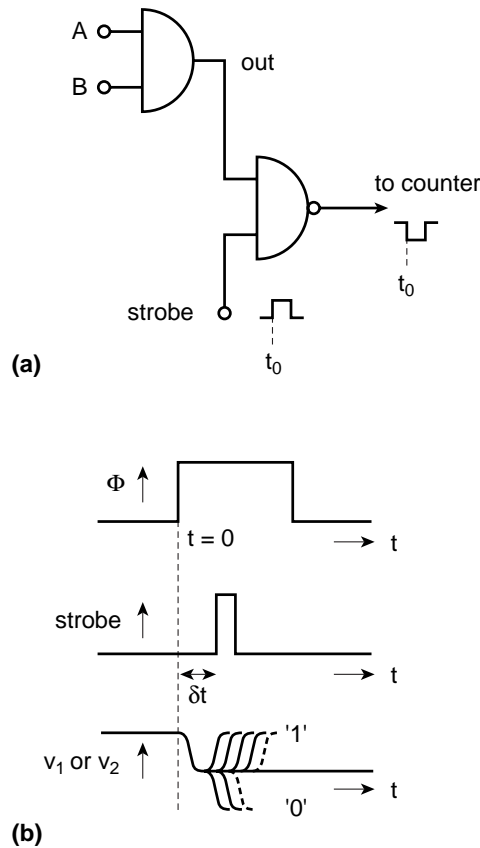 A
out
B
to counter
t0
strobe
t0
(a)
Φ
t = 0
t
strobe
t
δt
'1'
v1 or v2
t
'0'
(b)